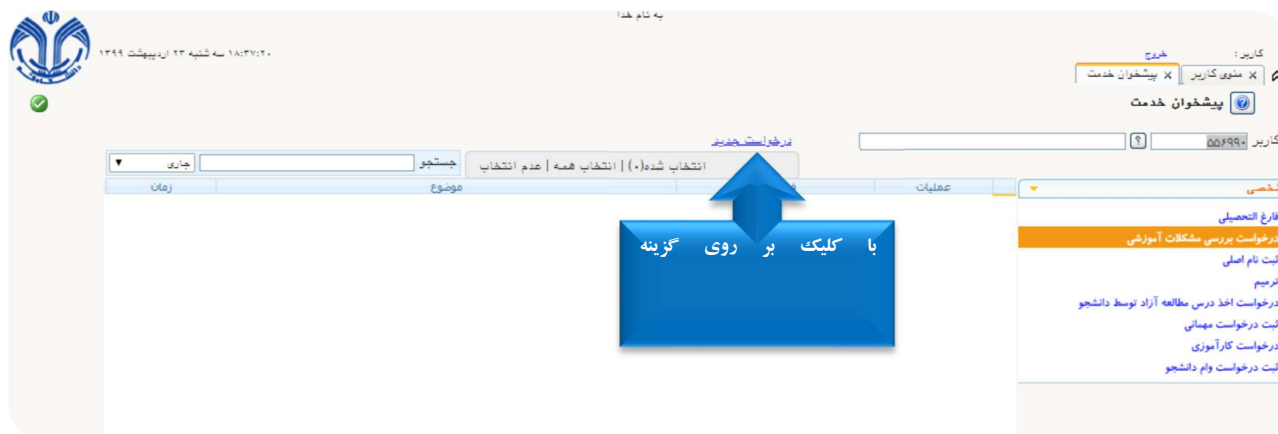 به نام خدا
۱۸:۳۷:۲۰ سه شنبه ۲۳ اردیبهشت ۱۳۹۹
کاربر :
خروج
منوی کاربر
پیشخوان خدمت
پیشخوان خدمت
کاربر ۵۵۶۹۹۰
درخواست جدید
انتخاب شده(۰) | انتخاب همه | عدم انتخاب
جستجو
جاری
عملیات
موضوع
زمان
با کلیک بر روی گزینه
فارغ التحصیلی
درخواست بررسی مشکلات آموزشی
ثبت نام اصلی
ترمیم
درخواست اخذ درس مطالعه آزاد توسط دانشجو
ثبت درخواست مهمانی
درخواست کارآموزی
ثبت درخواست وام دانشجو